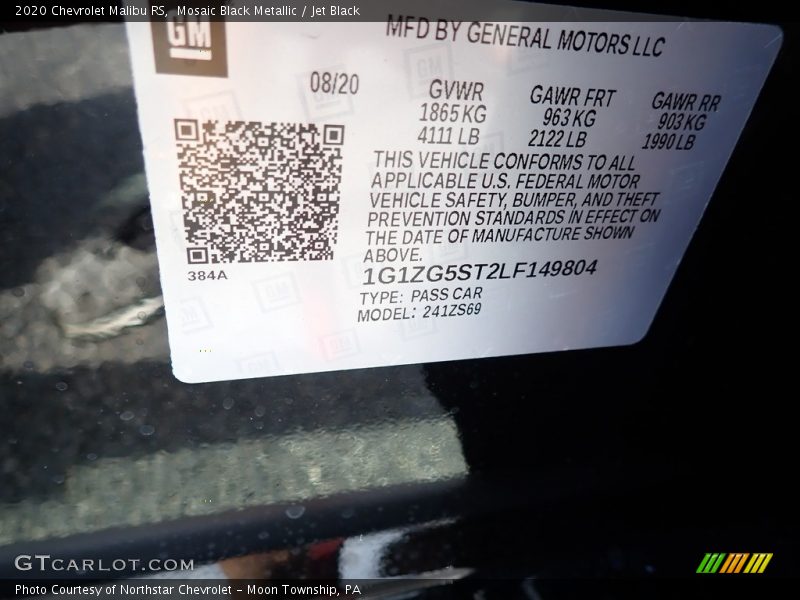 2020 Chevrolet Malibu RS, Mosaic Black Metallic / Jet Black
GM
MFD BY GENERAL MOTORS LLC
08/20
GVWR
1865 KG
4111 LB
GAWR FRT
963 KG
2122 LB
GAWR RR
903 KG
1990 LB
THIS VEHICLE CONFORMS TO ALL
APPLICABLE U.S. FEDERAL MOTOR
VEHICLE SAFETY, BUMPER, AND THEFT
PREVENTION STANDARDS IN EFFECT ON
THE DATE OF MANUFACTURE SHOWN
ABOVE.
384A
1G1ZG5ST2LF149804
TYPE: PASS CAR
MODEL: 241ZS69
GTCARLOT.COM
Photo Courtesy of Northstar Chevrolet - Moon Township, PA